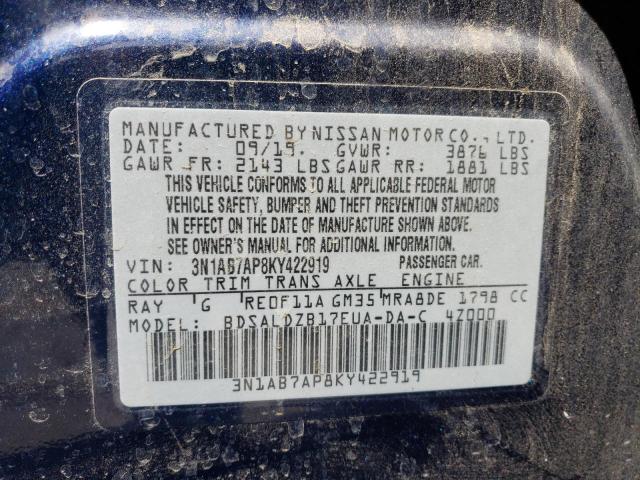 MANUFACTURED BY NISSAN MOTOR CO., LTD.
DATE: 09/19. GVWR: 3876 LBS
GAWR FR: 2143 LBS GAWR RR: 1881 LBS
THIS VEHICLE CONFORMS TO ALL APPLICABLE FEDERAL MOTOR
VEHICLE SAFETY, BUMPER AND THEFT PREVENTION STANDARDS
IN EFFECT ON THE DATE OF MANUFACTURE SHOWN ABOVE.
SEE OWNER'S MANUAL FOR ADDITIONAL INFORMATION.
VIN: 3N1AB7AP8KY422919 PASSENGER CAR.
COLOR TRIM TRANS AXLE ENGINE
RAY G RE0F11A GM35 MRA8DE 1798 CC
MODEL: BDSALDZB17EUA-DA-C 4Z000
3N1AB7AP8KY422919